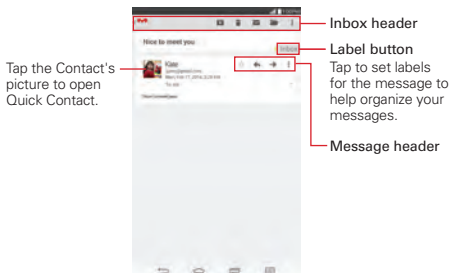 Inbox header
Nice to meet you
Inbox
Label button
Tap to set labels
for the message to
help organize your
messages.
Tap the Contact's
picture to open
Quick Contact.
Kate
Message header